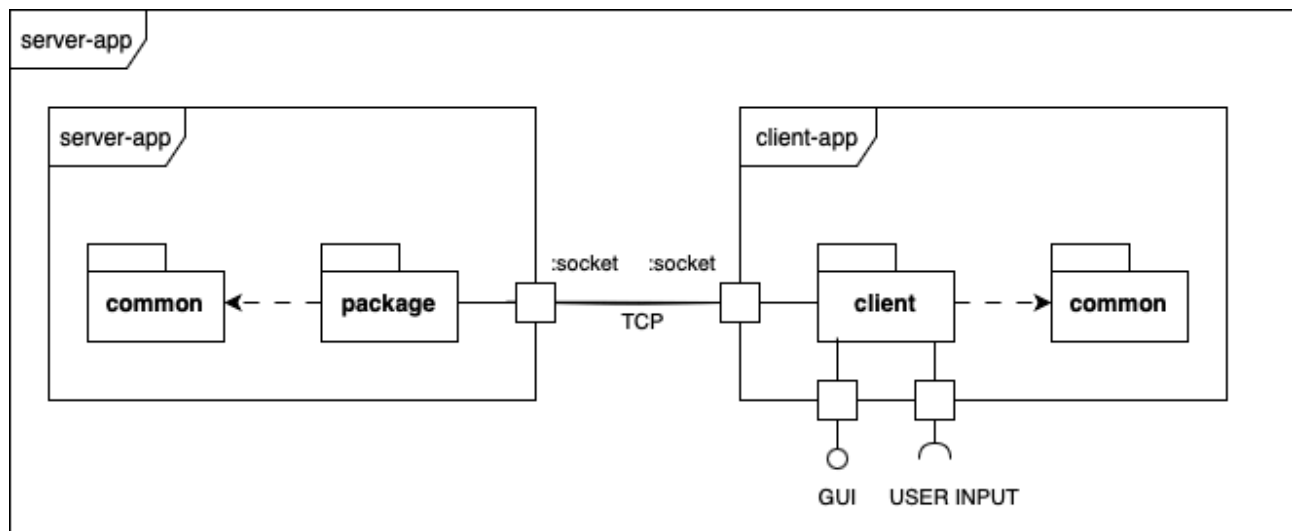 server-app
server-app
client-app
:socket :socket
common
package
TCP
client
common
GUI
USER INPUT